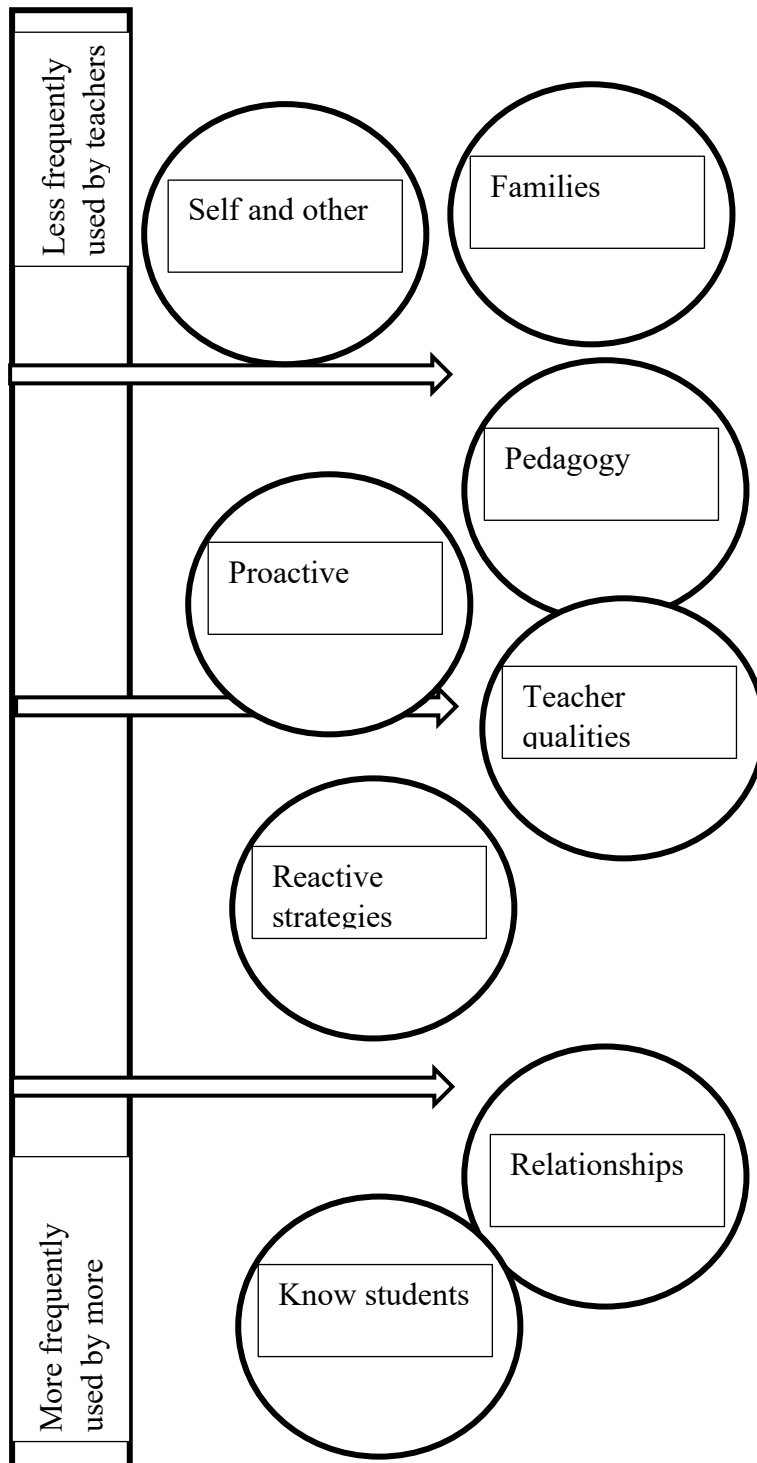 Less frequently
used by teachers
Self and other
Families
Pedagogy
Proactive
Teacher
qualities
Reactive
strategies
Relationships
Know students
More frequently
used by more